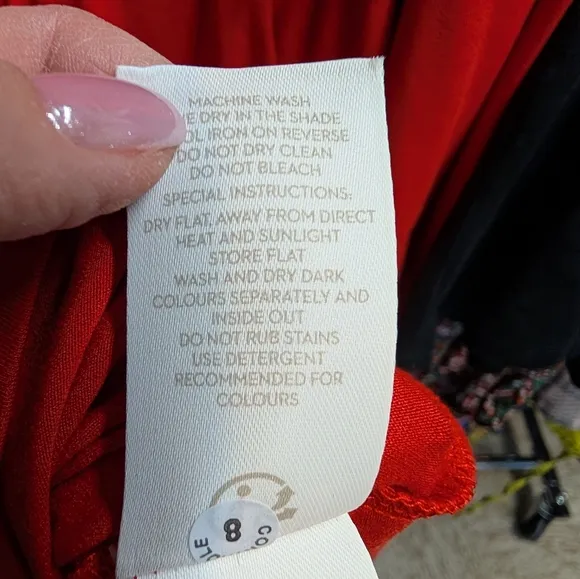 MACHINE WASH
DRY IN THE SHADE
IRON ON REVERSE
DO NOT DRY CLEAN
DO NOT BLEACH
SPECIAL INSTRUCTIONS:
DRY FLAT, AWAY FROM DIRECT
HEAT AND SUNLIGHT
STORE FLAT
WASH AND DRY DARK
COLOURS SEPARATELY AND
INSIDE OUT
DO NOT RUB STAINS
USE DETERGENT
RECOMMENDED FOR
COLOURS
8